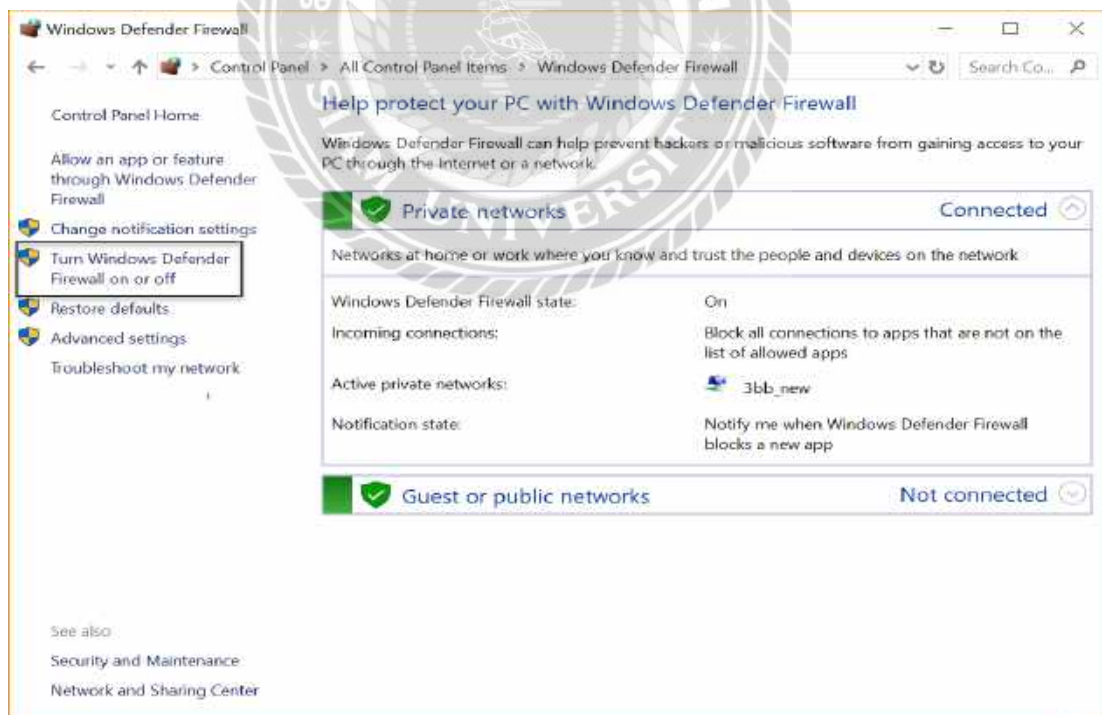 Windows Defender Firewall
Control Panel > All Control Panel Items > Windows Defender Firewall
Search Co...
Control Panel Home
Allow an app or feature
through Windows Defender
Firewall
Change notification settings
Turn Windows Defender
Firewall on or off
Restore defaults
Advanced settings
Troubleshoot my network
Help protect your PC with Windows Defender Firewall
Windows Defender Firewall can help prevent hackers or malicious software from gaining access to your
PC through the Internet or a network.
Private networks
Connected
Networks at home or work where you know and trust the people and devices on the network
Windows Defender Firewall state:
On
Incoming connections:
Block all connections to apps that are not on the
list of allowed apps
Active private networks:
3bb_new
Notification state:
Notify me when Windows Defender Firewall
blocks a new app
Guest or public networks
Not connected
See also
Security and Maintenance
Network and Sharing Center
SIAM UNIVERSITY